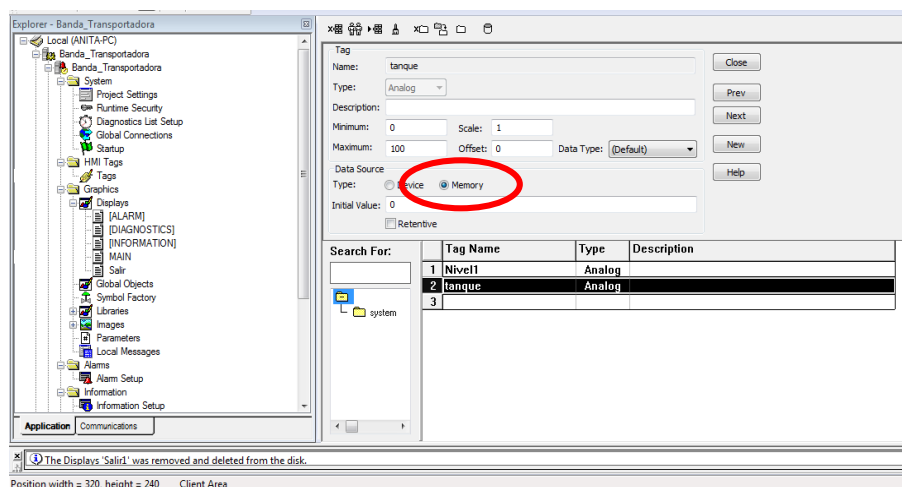 Explorer - Banda_Transportadora
Local (ANITA-PC)
Banda_Transportadora
Banda_Transportadora
System
Project Settings
Runtime Security
Diagnostics List Setup
Global Connections
Startup
HMI Tags
Tags
Graphics
Displays
[ALARM]
[DIAGNOSTICS]
[INFORMATION]
MAIN
Salir
Global Objects
Symbol Factory
Libraries
Images
Parameters
Local Messages
Alarms
Alarm Setup
Information
Information Setup
Application Communications
Tag
Name: tanque
Type: Analog
Description:
Minimum: 0 Scale: 1
Maximum: 100 Offset: 0 Data Type: (Default)
Data Source
Type: Device Memory
Initial Value: 0
Retentive
Close
Prev
Next
New
Help
Search For:
system
Tag Name Type Description
1 Nivel1 Analog
2 tanque Analog
3
The Displays 'Salir1' was removed and deleted from the disk.
Position width = 320, height = 240 Client Area